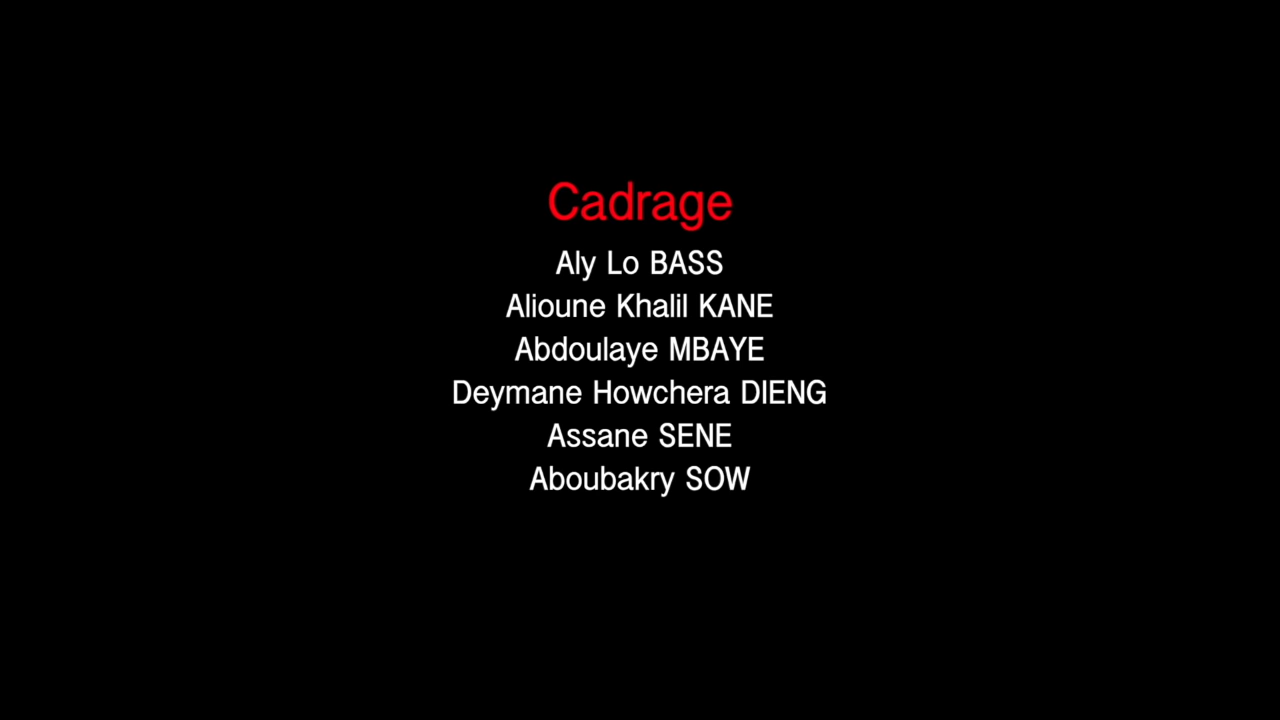 Cadrage
Aly Lo BASS
Alioune Khalil KANE
Abdoulaye MBAYE
Deymane Howchera DIENG
Assane SENE
Aboubakry SOW